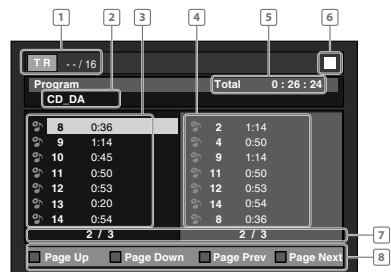 1 2 3 4 5 6
TR --/ 16
Program Total 0 : 26 : 24
CD_DA
8 0:36 2 1:14
9 1:14 4 0:50
10 0:45 9 1:14
11 0:50 11 0:50
12 0:53 12 0:53
13 0:20 14 0:54
14 0:54 8 0:36
2 / 3 2 / 3 7
Page Up Page Down Page Prev Page Next 8